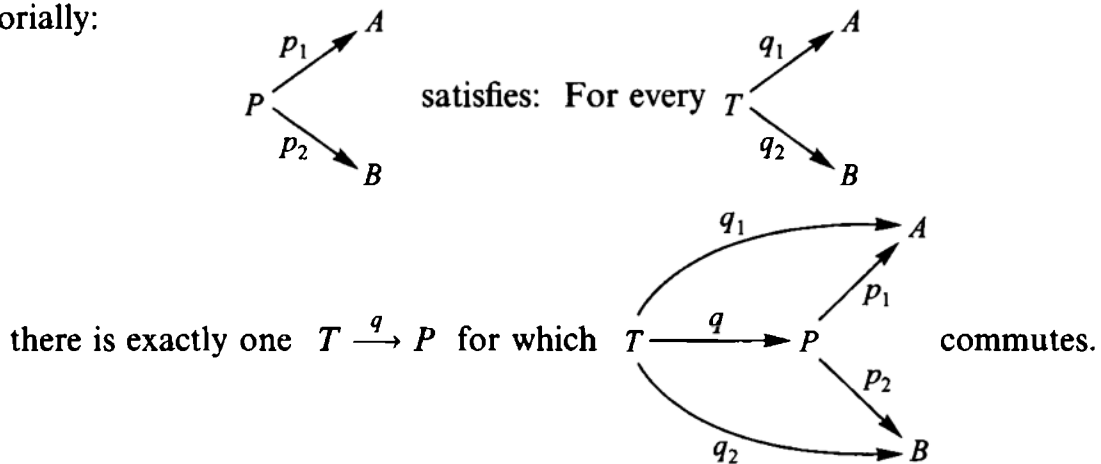 orially:
A
p₁
P satisfies: For every T
p₂
B
q₁ A
q₂ B
q₁ A
p₁
there is exactly one T q→ P for which T q P commutes.
p₂
q₂ B